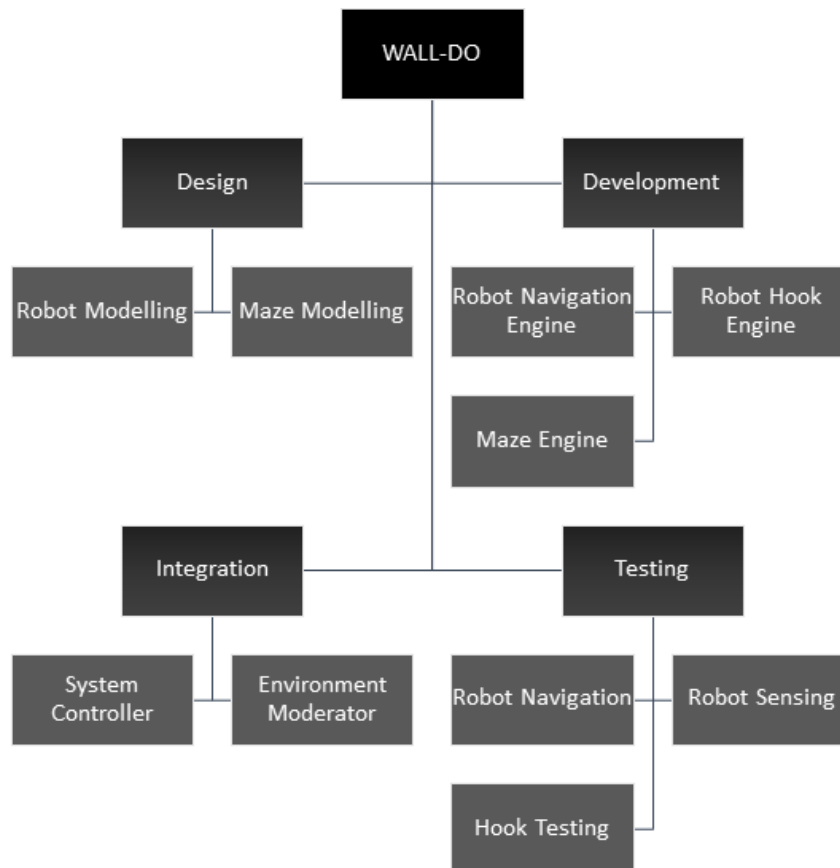 WALL-DO
Design
Development
Robot Modelling
Maze Modelling
Robot Navigation
Engine
Robot Hook
Engine
Maze Engine
Integration
Testing
System
Controller
Environment
Moderator
Robot Navigation
Robot Sensing
Hook Testing